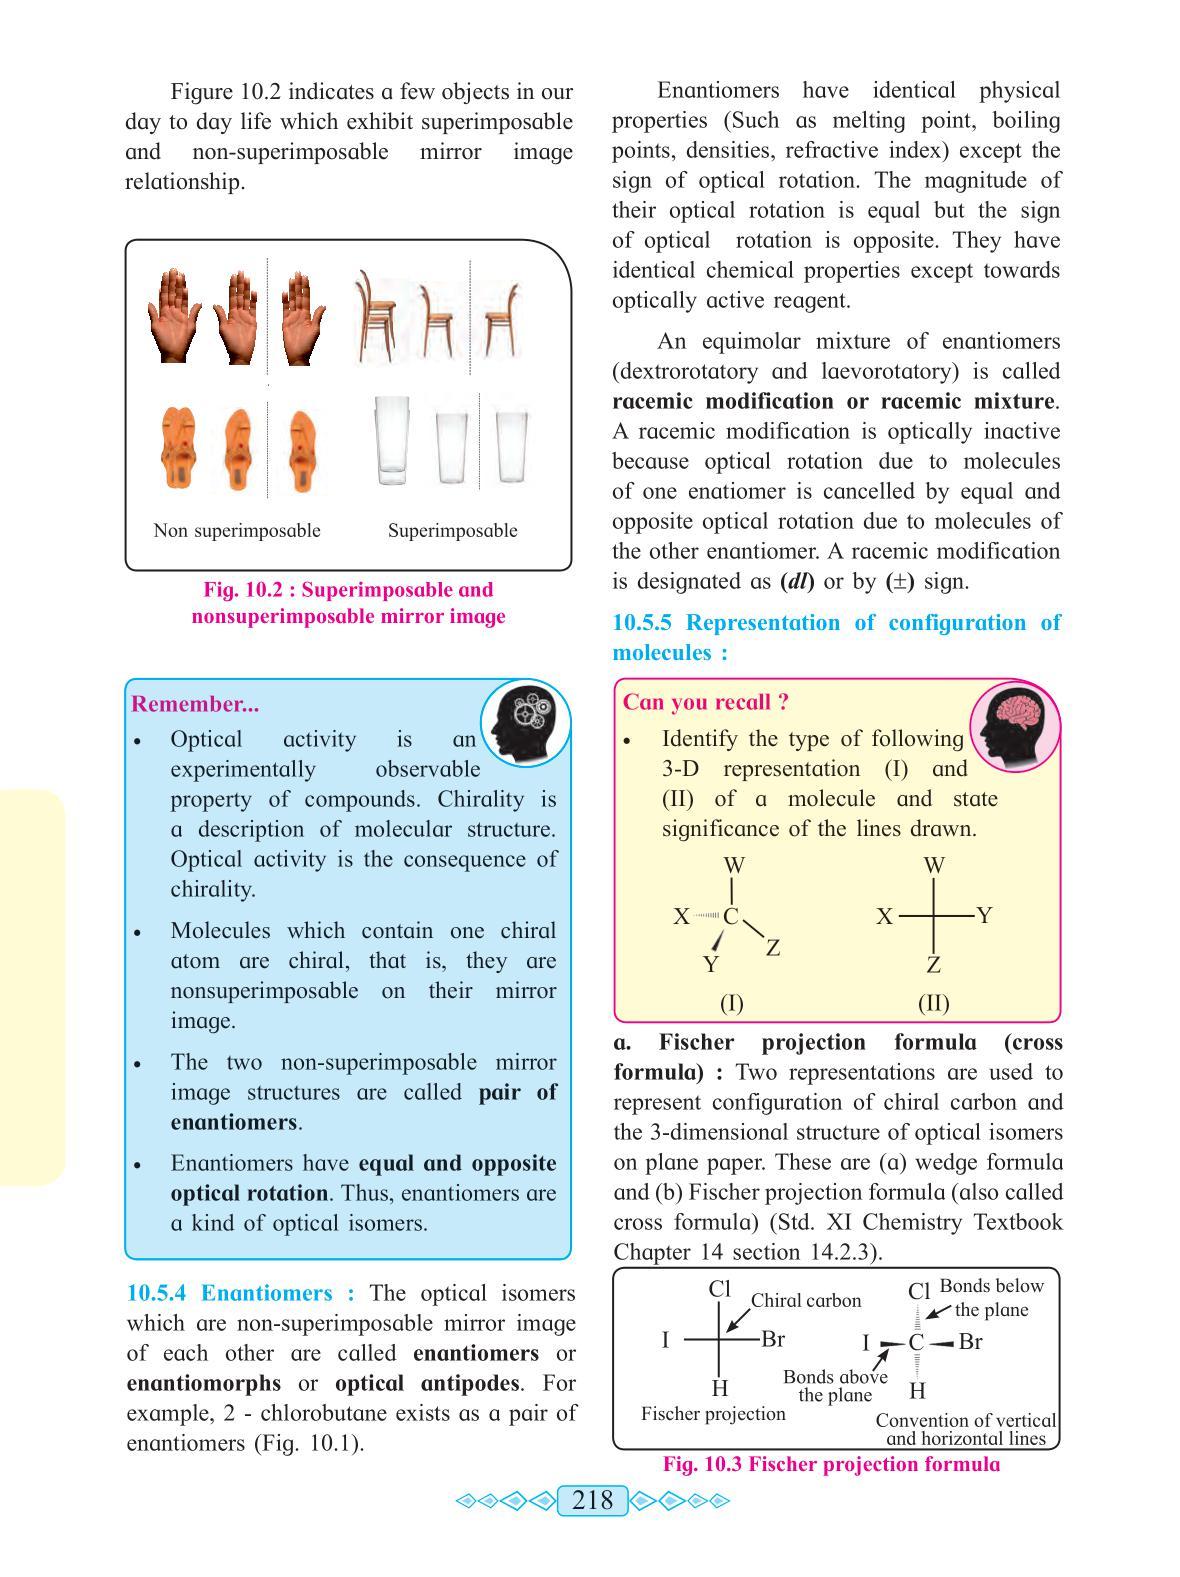 Figure 10.2 indicates a few objects in our
day to day life which exhibit superimposable
and non-superimposable mirror image
relationship.
Non superimposable
Superimposable
Fig. 10.2 : Superimposable and
nonsuperimposable mirror image
Remember...
• Optical activity is an
experimentally observable
property of compounds. Chirality is
a description of molecular structure.
Optical activity is the consequence of
chirality.
• Molecules which contain one chiral
atom are chiral, that is, they are
nonsuperimposable on their mirror
image.
• The two non-superimposable mirror
image structures are called pair of
enantiomers.
• Enantiomers have equal and opposite
optical rotation. Thus, enantiomers are
a kind of optical isomers.
10.5.4 Enantiomers : The optical isomers
which are non-superimposable mirror image
of each other are called enantiomers or
enantiomorphs or optical antipodes. For
example, 2 - chlorobutane exists as a pair of
enantiomers (Fig. 10.1).
Enantiomers have identical physical
properties (Such as melting point, boiling
points, densities, refractive index) except the
sign of optical rotation. The magnitude of
their optical rotation is equal but the sign
of optical rotation is opposite. They have
identical chemical properties except towards
optically active reagent.
An equimolar mixture of enantiomers
(dextrorotatory and laevorotatory) is called
racemic modification or racemic mixture.
A racemic modification is optically inactive
because optical rotation due to molecules
of one enatiomer is cancelled by equal and
opposite optical rotation due to molecules of
the other enantiomer. A racemic modification
is designated as (dl) or by (±) sign.
10.5.5 Representation of configuration of
molecules :
Can you recall ?
• Identify the type of following
3-D representation (I) and
(II) of a molecule and state
significance of the lines drawn.
W
X C
Z
Y
(I)
W
X Y
Z
(II)
a. Fischer projection formula (cross
formula) : Two representations are used to
represent configuration of chiral carbon and
the 3-dimensional structure of optical isomers
on plane paper. These are (a) wedge formula
and (b) Fischer projection formula (also called
cross formula) (Std. XI Chemistry Textbook
Chapter 14 section 14.2.3).
Cl
Chiral carbon
I Br
H
Fischer projection
Cl Bonds below
the plane
I C Br
Bonds above
the plane
H
Convention of vertical
and horizontal lines
Fig. 10.3 Fischer projection formula
218